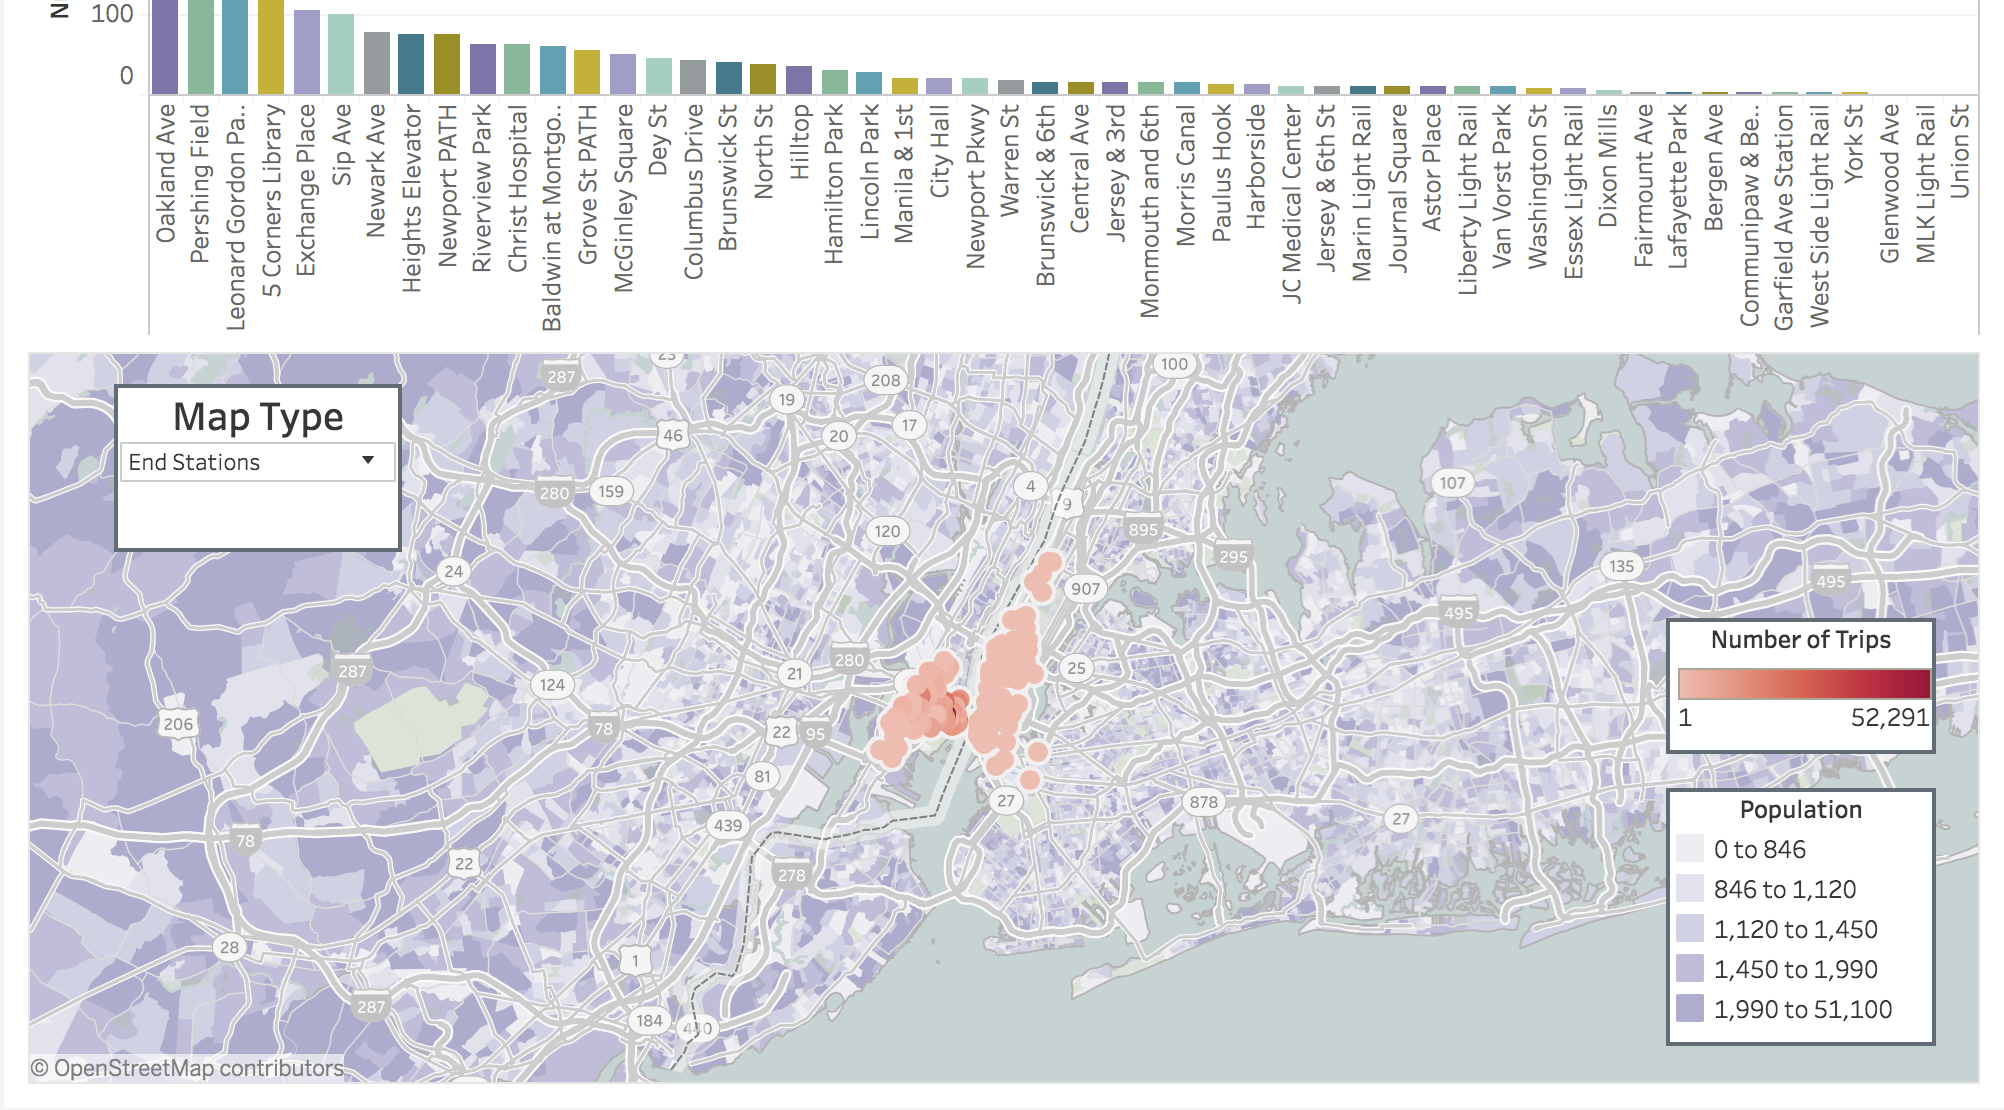 N
100
0
Oakland Ave
Pershing Field
Leonard Gordon Pa..
5 Corners Library
Exchange Place
Sip Ave
Newark Ave
Heights Elevator
Newport PATH
Riverview Park
Christ Hospital
Baldwin at Montgo..
Grove St PATH
McGinley Square
Dey St
Columbus Drive
Brunswick St
North St
Hilltop
Hamilton Park
Lincoln Park
Manila & 1st
City Hall
Newport Pkwy
Warren St
Brunswick & 6th
Central Ave
Jersey & 3rd
Monmouth and 6th
Morris Canal
Paulus Hook
Harborside
JC Medical Center
Jersey & 6th St
Marin Light Rail
Journal Square
Astor Place
Liberty Light Rail
Van Vorst Park
Washington St
Essex Light Rail
Dixon Mills
Fairmount Ave
Lafayette Park
Bergen Ave
Communipaw & Be..
Garfield Ave Station
West Side Light Rail
York St
Glenwood Ave
MLK Light Rail
Union St
Map Type
End Stations
23
100
287
208
19
17
20
46
4
107
280
159
9
120
895
295
135
24
907
495
495
280
25
287
21
124
206
78
22
95
81
27
878
27
439
78
22
278
28
1
287
184
440
Number of Trips
1
52,291
Population
0 to 846
846 to 1,120
1,120 to 1,450
1,450 to 1,990
1,990 to 51,100
© OpenStreetMap contributors